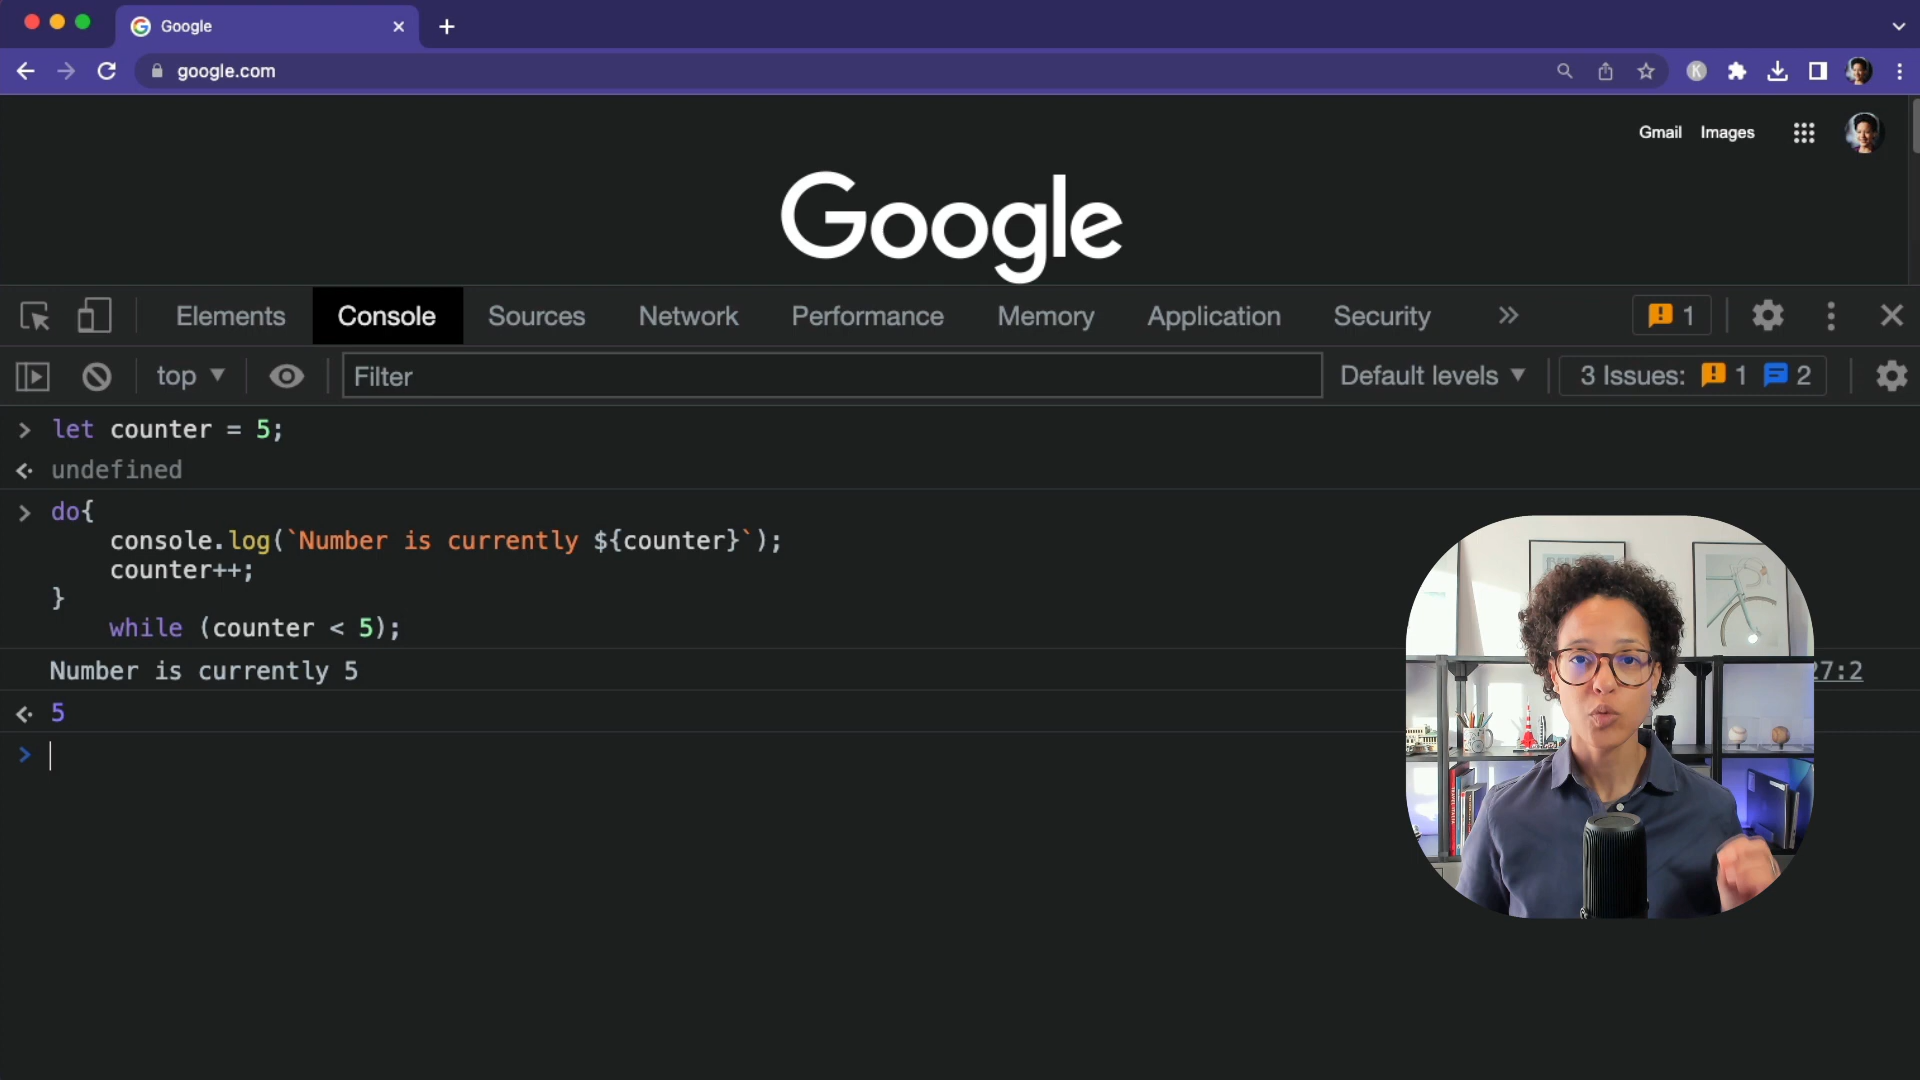 Google
google.com
K
Gmail Images
Google
Elements Console Sources Network Performance Memory Application Security 1
top Filter Default levels 3 Issues: 1 2
let counter = 5;
undefined
do{
console.log(`Number is currently ${counter}`);
counter++;
}
while (counter < 5);
Number is currently 5
27:2
5